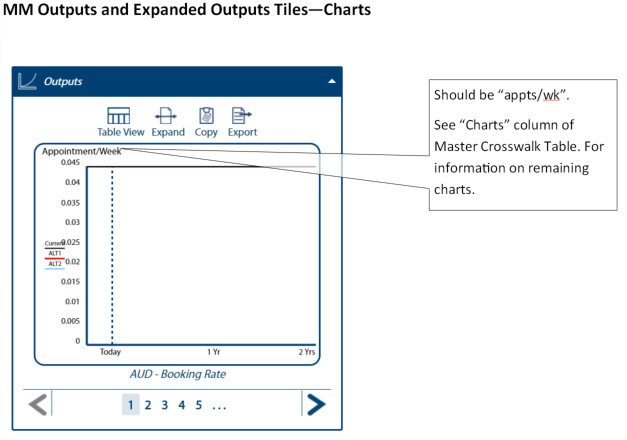 MM Outputs and Expanded Outputs Tiles—Charts
Outputs
Table View Expand Copy Export
Appointment/Week
0.045
0.04
0.035
0.03
Current
0.025
ALT1
ALT2
0.02
0.015
0.01
0.005
0
Today 1 Yr 2 Yrs
AUD - Booking Rate
1 2 3 4 5 ...
Should be “appts/wk”.
See “Charts” column of
Master Crosswalk Table. For
information on remaining
charts.